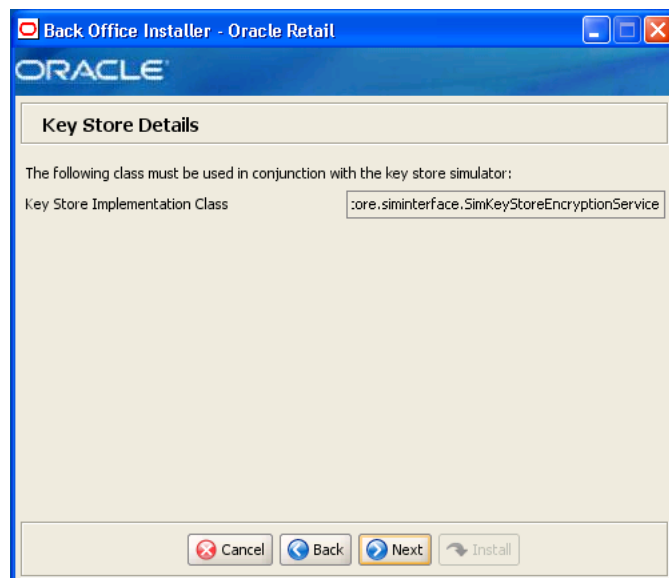 Back Office Installer - Oracle Retail
ORACLE
Key Store Details
The following class must be used in conjunction with the key store simulator:
Key Store Implementation Class :ore.siminterface.SimKeyStoreEncryptionService
Cancel Back Next Install